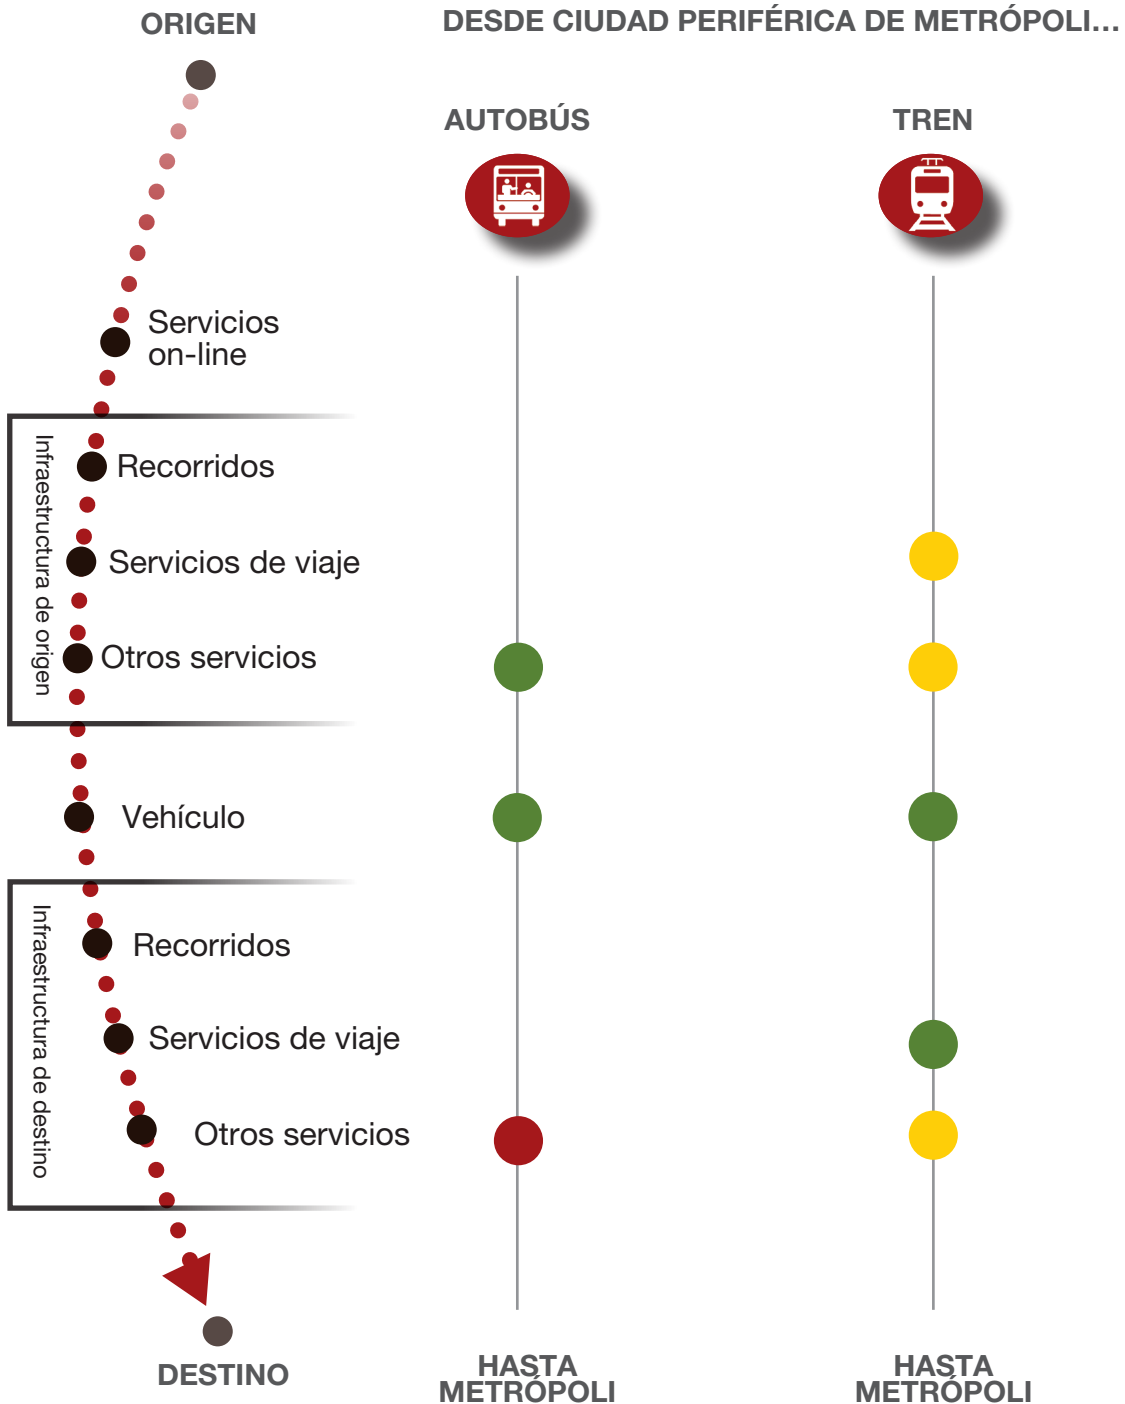 ORIGEN
DESDE CIUDAD PERIFÉRICA DE METRÓPOLI...
AUTOBÚS
TREN
Servicios
on-line
Infraestructura de origen
Recorridos
Servicios de viaje
Otros servicios
Vehículo
Infraestructura de destino
Recorridos
Servicios de viaje
Otros servicios
DESTINO
HASTA
METRÓPOLI
HASTA
METRÓPOLI